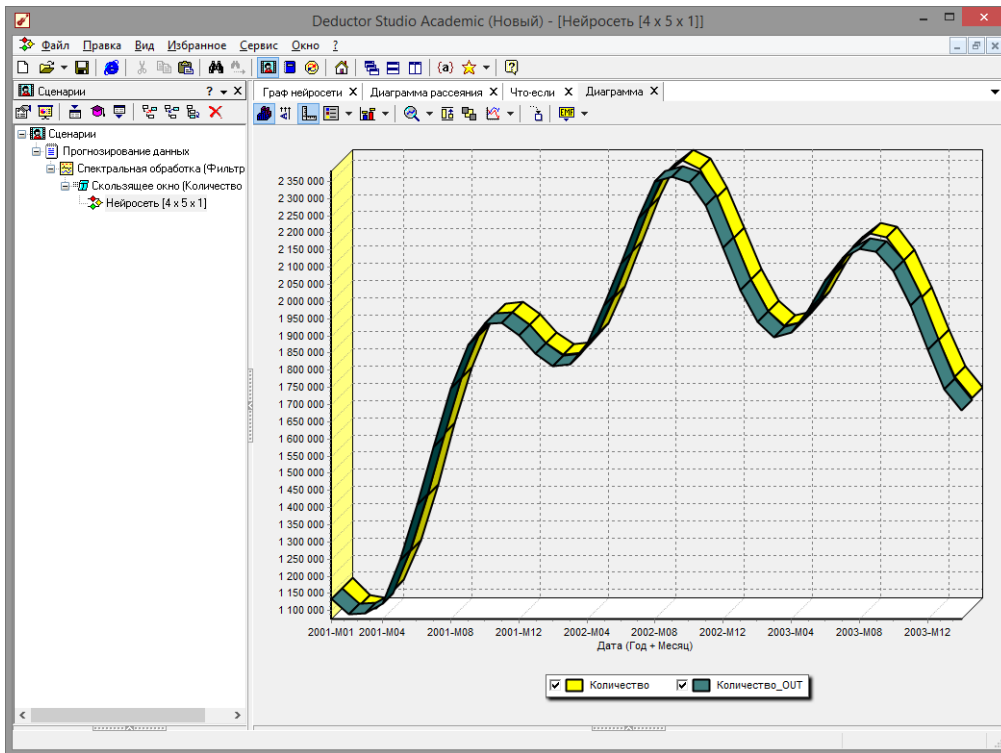 Deductor Studio Academic (Новый) - [Нейросеть [4 x 5 x 1]]
Файл Правка Вид Избранное Сервис Окно ?
Сценарии
Граф нейросети X Диаграмма рассеяния X Что-если X Диаграмма X
Сценарии
Прогнозирование данных
Спектральная обработка (Фильтр
Скользящее окно (Количество
Нейросеть [4 x 5 x 1]
2 350 000
2 300 000
2 250 000
2 200 000
2 150 000
2 100 000
2 050 000
2 000 000
1 950 000
1 900 000
1 850 000
1 800 000
1 750 000
1 700 000
1 650 000
1 600 000
1 550 000
1 500 000
1 450 000
1 400 000
1 350 000
1 300 000
1 250 000
1 200 000
1 150 000
1 100 000
2001-M01 2001-M04 2001-M08 2001-M12 2002-M04 2002-M08 2002-M12 2003-M04 2003-M08 2003-M12
Дата (Год + Месяц)
Количество Количество_OUT